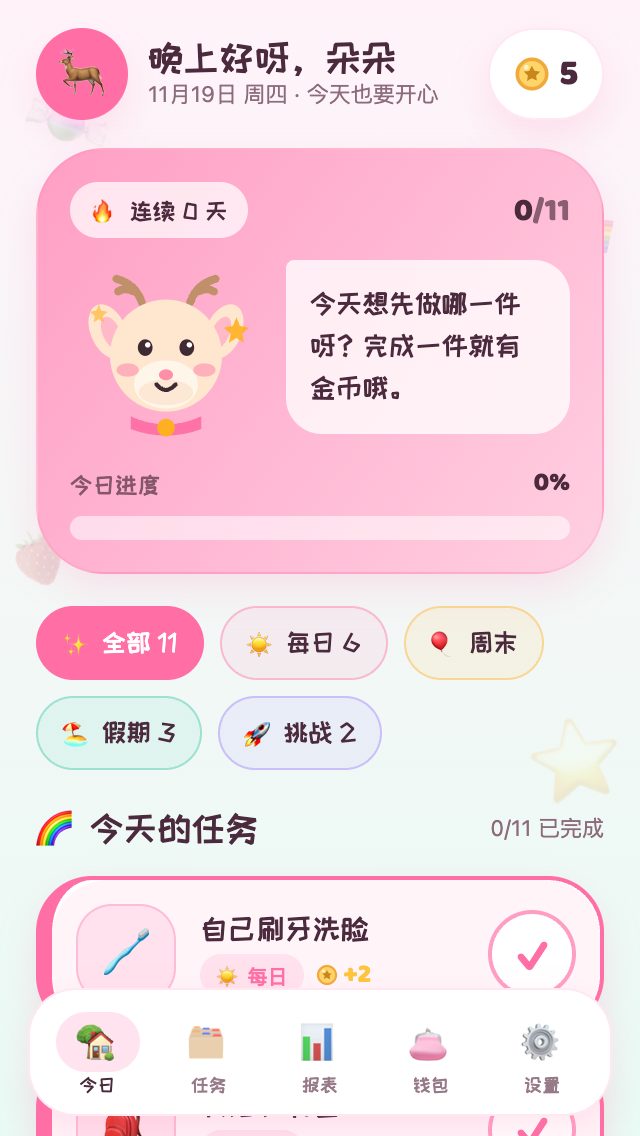 晚上好呀，朵朵
11月19日 周四 · 今天也要开心
5
连续 0 天
0/11
今天想先做哪一件
呀？完成一件就有
金币哦。
今日进度
0%
全部 11
每日 6
周末
假期 3
挑战 2
今天的任务
0/11 已完成
自己刷牙洗脸
每日
+2
今日
任务
报表
钱包
设置